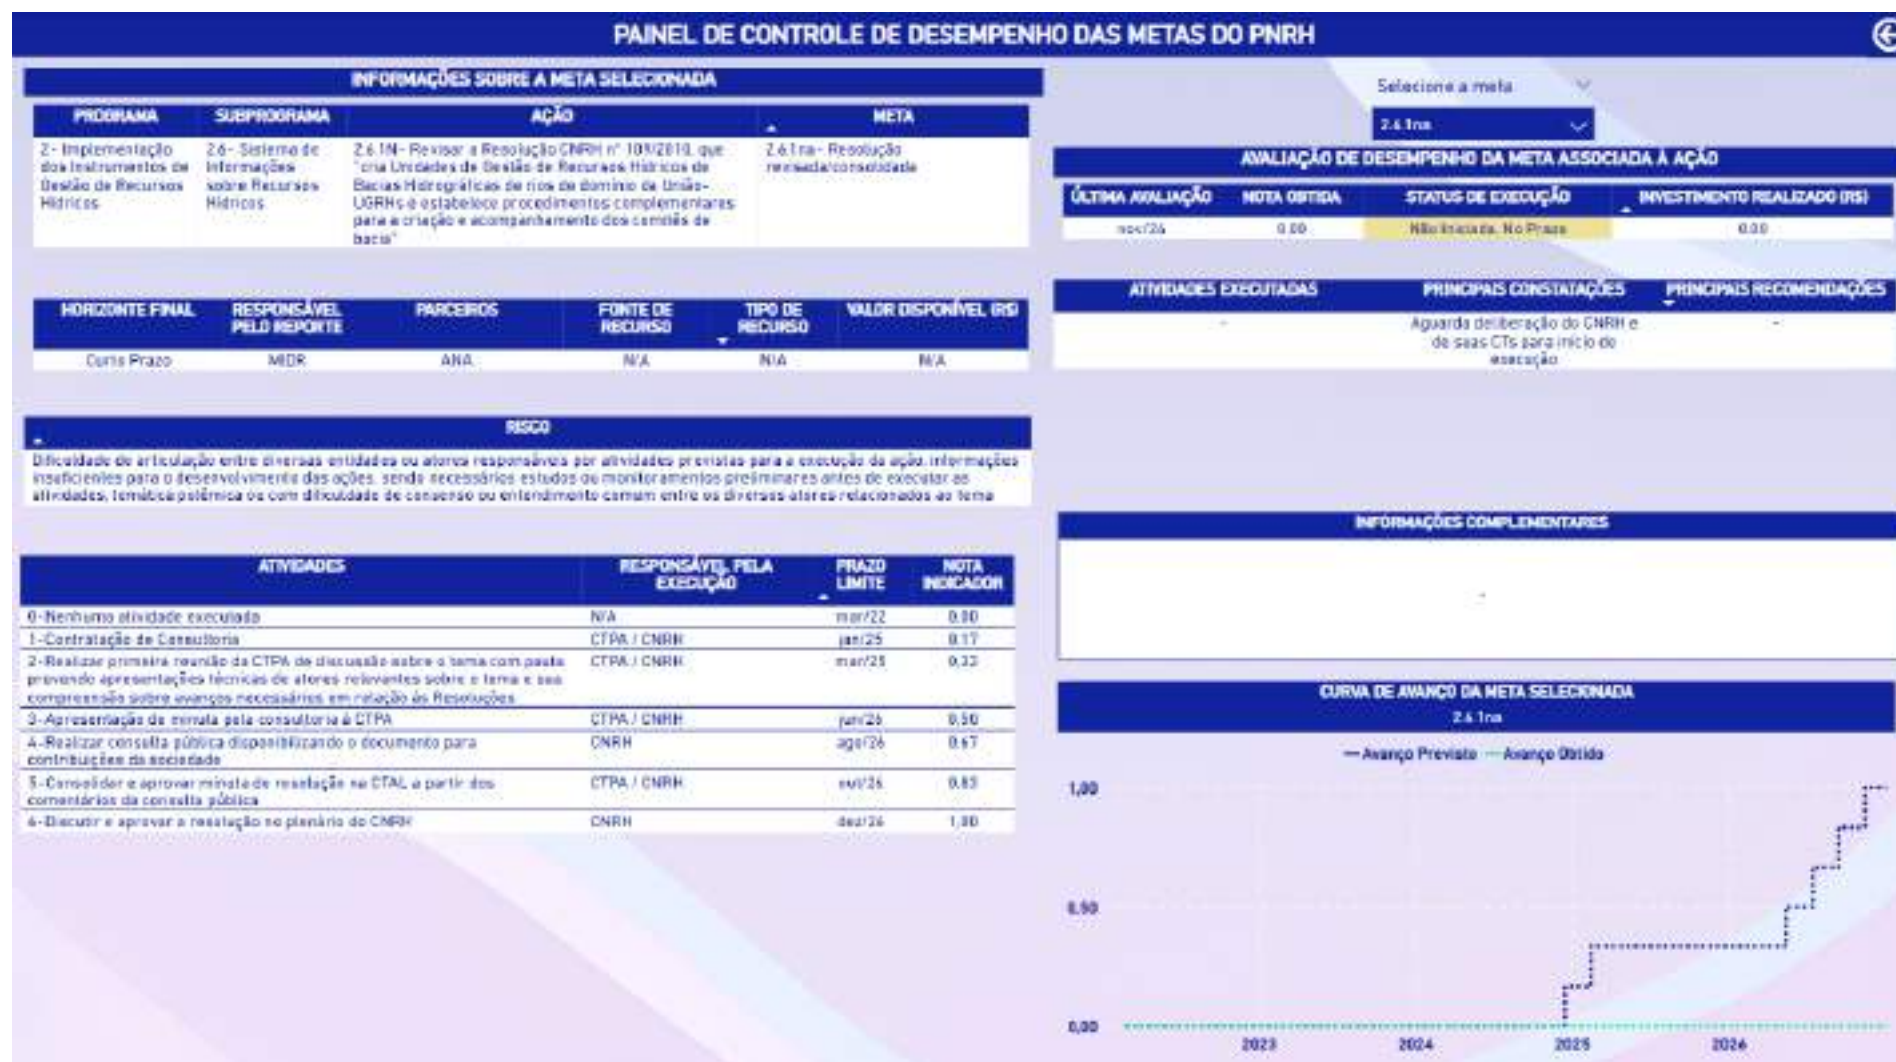 PAINEL DE CONTROLE DE DESEMPENHO DAS METAS DO PNRH
INFORMAÇÕES SOBRE A META SELECIONADA
PROGRAMA SUBPROGRAMA AÇÃO META
2- Implementação dos Instrumentos de Gestão de Recursos Hídricos
2.6- Sistema de Informações sobre Recursos Hídricos
2.6.1N- Revisar a Resolução CNRH n° 109/2010, que
"cria Unidades de Gestão de Recursos Hídricos de
Bacias Hidrográficas de rios de domínio da União-
UGRHs e estabelece procedimentos complementares
para a criação e acompanhamento dos comitês de
bacia"
2.6.1na- Resolução
revisada/consolidada
HORIZONTE FINAL RESPONSÁVEL PELO REPORTE PARCEIROS FONTE DE RECURSO TIPO DE RECURSO VALOR DISPONÍVEL (R$)
Curto Prazo MIDR ANA N/A N/A N/A
RISCO
Dificuldade de articulação entre diversas entidades ou atores responsáveis por atividades previstas para a execução da ação, informações
insuficientes para o desenvolvimento das ações, sendo necessários estudos ou monitoramentos preliminares antes de executar as
atividades, temática polêmica ou com dificuldade de consenso ou entendimento comum entre os diversos atores relacionados ao tema
ATIVIDADES RESPONSÁVEL PELA EXECUÇÃO PRAZO LIMITE NOTA INDICADOR
0-Nenhuma atividade executada N/A mar/22 0,00
1-Contratação de Consultoria CTPA / CNRH jan/25 0,17
2-Realizar primeira reunião da CTPA de discussão sobre o tema com pauta CTPA / CNRH mar/25 0,33
prevendo apresentações técnicas de atores relevantes sobre o tema e sua
compreensão sobre avanços necessários em relação às Resoluções
3-Apresentação de minuta pela consultoria à CTPA CTPA / CNRH jun/26 0,50
4-Realizar consulta pública disponibilizando o documento para CNRH ago/26 0,67
contribuições da sociedade
5-Consolidar e aprovar minuta de resolução na CTAL a partir dos CTPA / CNRH out/26 0,83
comentários da consulta pública
6-Discutir e aprovar a resolução no plenário do CNRH CNRH dez/26 1,00
Selecione a meta
2.6.1na
AVALIAÇÃO DE DESEMPENHO DA META ASSOCIADA À AÇÃO
ÚLTIMA AVALIAÇÃO NOTA OBTIDA STATUS DE EXECUÇÃO INVESTIMENTO REALIZADO (R$)
nov/24 0.00 Não Iniciada, No Prazo 0.00
ATIVIDADES EXECUTADAS PRINCIPAIS CONSTATAÇÕES PRINCIPAIS RECOMENDAÇÕES
- Aguarda deliberação do CNRH e -
de suas CTs para início de
execução
INFORMAÇÕES COMPLEMENTARES
-
CURVA DE AVANÇO DA META SELECIONADA
2.6.1na
Avanço Previsto Avanço Obtido
1,00
0,50
0,00
2023 2024 2025 2026